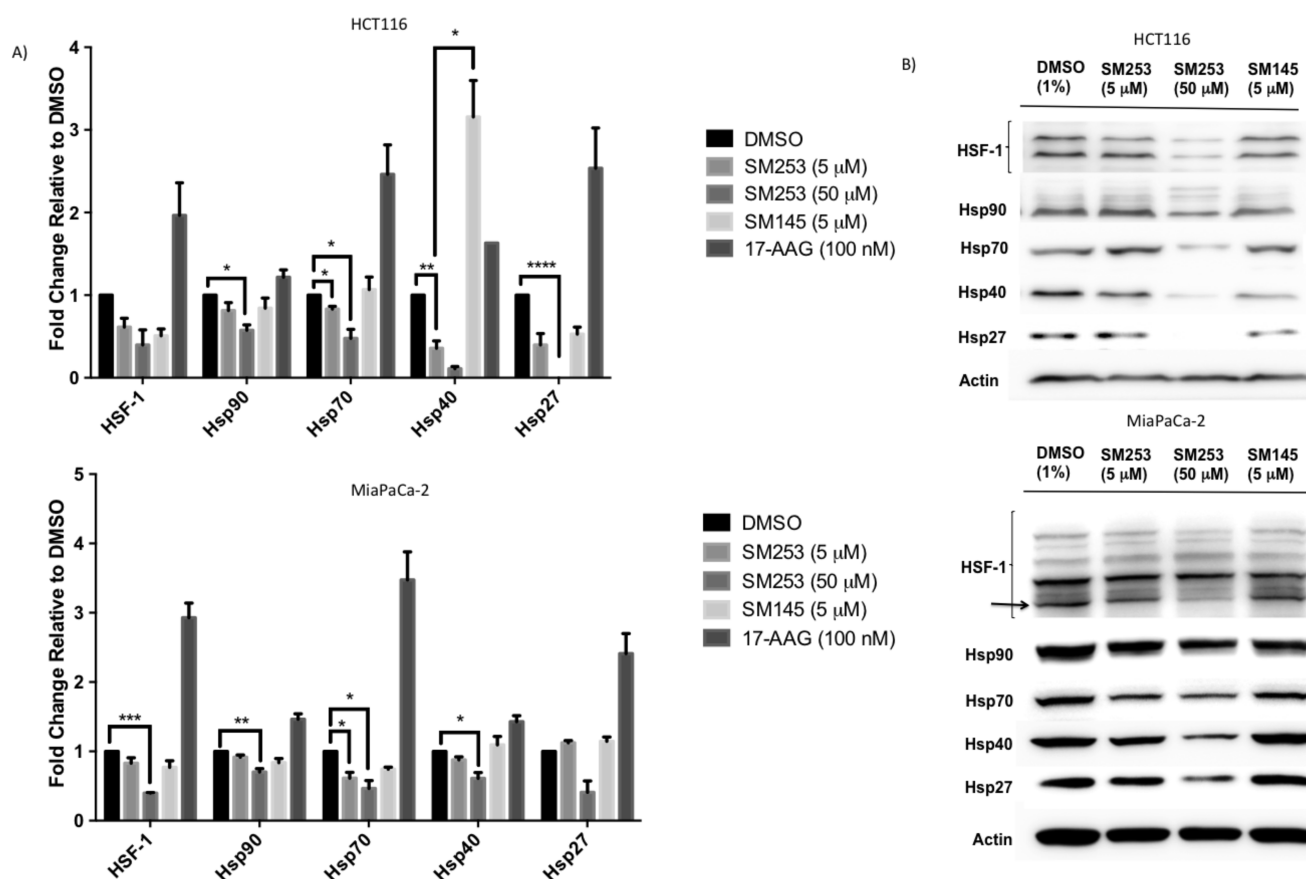 A)
HCT116
Fold Change Relative to DMSO
4
3
2
1
0
*
*
*
*
**
****
HSF-1
Hsp90
Hsp70
Hsp40
Hsp27
DMSO
SM253 (5 μM)
SM253 (50 μM)
SM145 (5 μM)
17-AAG (100 nM)
MiaPaCa-2
Fold Change Relative to DMSO
5
4
3
2
1
0
***
**
*
*
*
HSF-1
Hsp90
Hsp70
Hsp40
Hsp27
DMSO
SM253 (5 μM)
SM253 (50 μM)
SM145 (5 μM)
17-AAG (100 nM)
B)
HCT116
DMSO SM253 SM253 SM145
(1%) (5 μM) (50 μM) (5 μM)
HSF-1
Hsp90
Hsp70
Hsp40
Hsp27
Actin
MiaPaCa-2
DMSO SM253 SM253 SM145
(1%) (5 μM) (50 μM) (5 μM)
HSF-1
Hsp90
Hsp70
Hsp40
Hsp27
Actin